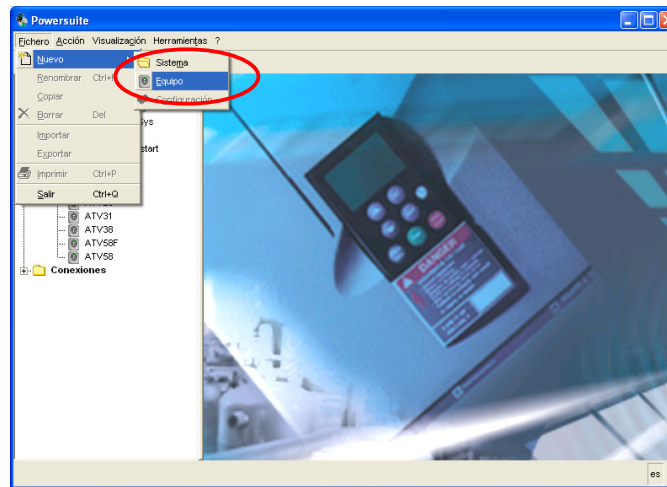 Powersuite
Fichero Acción Visualización Herramientas ?
Nuevo
Sistema
Renombrar Ctrl+
Equipo
Copiar
Configuración
Borrar Del
Sys
Importar
start
Exportar
Imprimir Ctrl+P
Salir Ctrl+Q
ATV31
ATV38
ATV58F
ATV58
Conexiones
DANGER
es